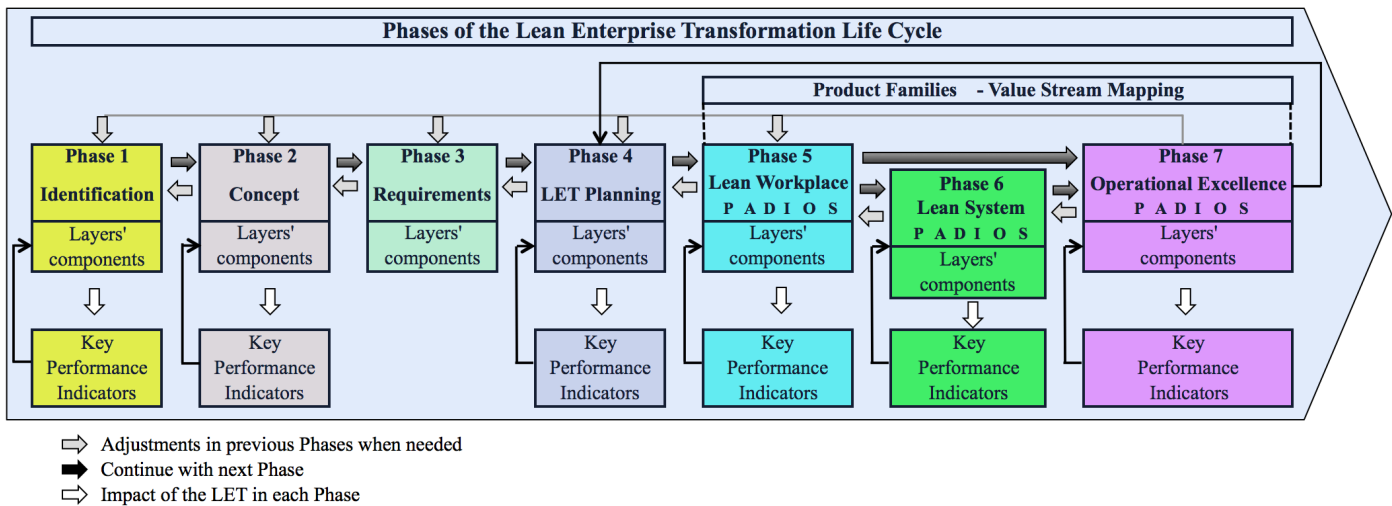 Phases of the Lean Enterprise Transformation Life Cycle
Product Families - Value Stream Mapping
Phase 1
Identification
Layers'
components
Key
Performance
Indicators
Phase 2
Concept
Layers'
components
Key
Performance
Indicators
Phase 3
Requirements
Layers'
components
Phase 4
LET Planning
Layers'
components
Key
Performance
Indicators
Phase 5
Lean Workplace
P A D I O S
Layers'
components
Key
Performance
Indicators
Phase 6
Lean System
P A D I O S
Layers'
components
Key
Performance
Indicators
Phase 7
Operational Excellence
P A D I O S
Layers'
components
Key
Performance
Indicators
Adjustments in previous Phases when needed
Continue with next Phase
Impact of the LET in each Phase